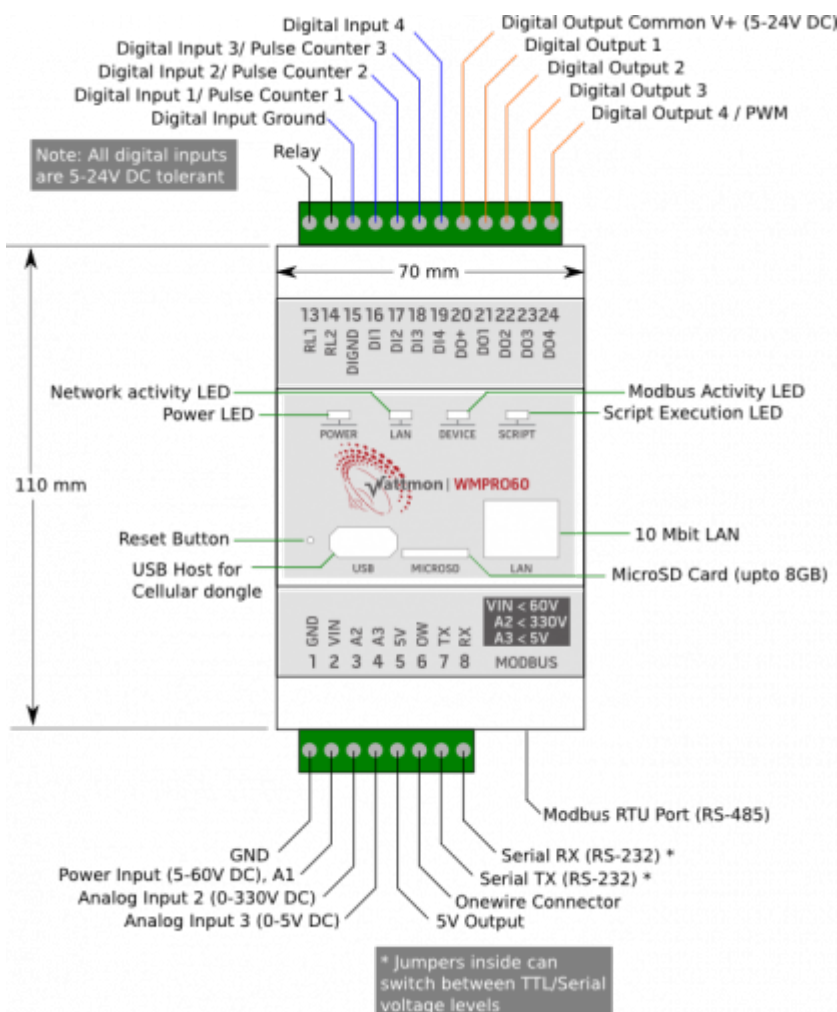 Digital Input 4
Digital Input 3/ Pulse Counter 3
Digital Input 2/ Pulse Counter 2
Digital Input 1/ Pulse Counter 1
Digital Input Ground
Relay
Digital Output Common V+ (5-24V DC)
Digital Output 1
Digital Output 2
Digital Output 3
Digital Output 4 / PWM
Note: All digital inputs
are 5-24V DC tolerant
70 mm
110 mm
13 14 15 16 17 18 19 20 21 22 23 24
RL1 RL2 DIGND DI1 DI2 DI3 DI4 DO+ DO1 DO2 DO3 DO4
Network activity LED
Power LED
Modbus Activity LED
Script Execution LED
POWER LAN DEVICE SCRIPT
Wattmon | WMPRO60
Reset Button
USB Host for
Cellular dongle
10 Mbit LAN
MicroSD Card (upto 8GB)
USB MICROSD LAN
VIN < 60V
A2 < 330V
A3 < 5V
GND VIN A2 A3 5V OW TX RX
1 2 3 4 5 6 7 8 MODBUS
Modbus RTU Port (RS-485)
GND
Power Input (5-60V DC), A1
Analog Input 2 (0-330V DC)
Analog Input 3 (0-5V DC)
Serial RX (RS-232) *
Serial TX (RS-232) *
Onewire Connector
5V Output
* Jumpers inside can
switch between TTL/Serial
voltage levels